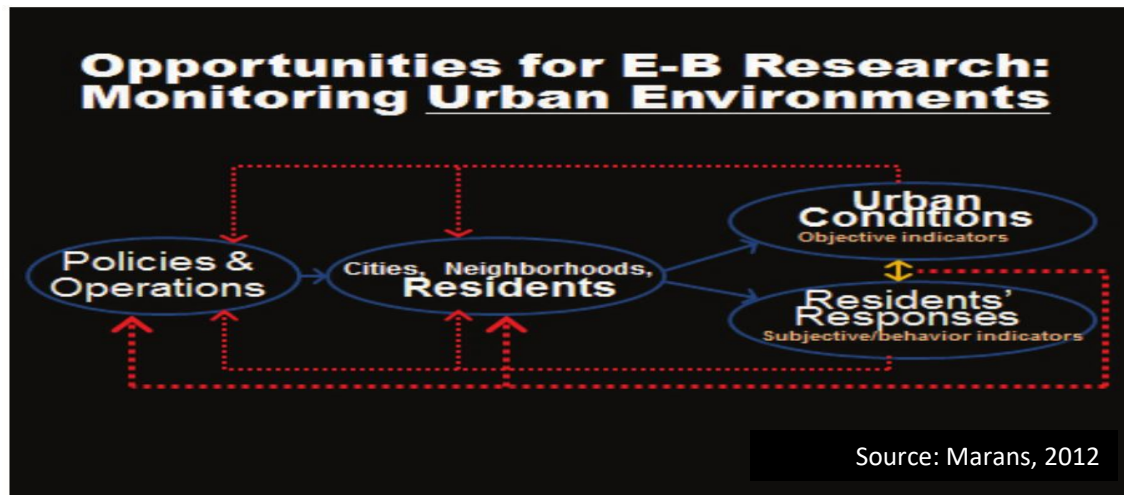 Opportunities for E-B Research:
Monitoring Urban Environments
Policies &
Operations
Cities, Neighborhoods,
Residents
Urban
Conditions
Objective indicators
Residents'
Responses
Subjective/behavior indicators
Source: Marans, 2012